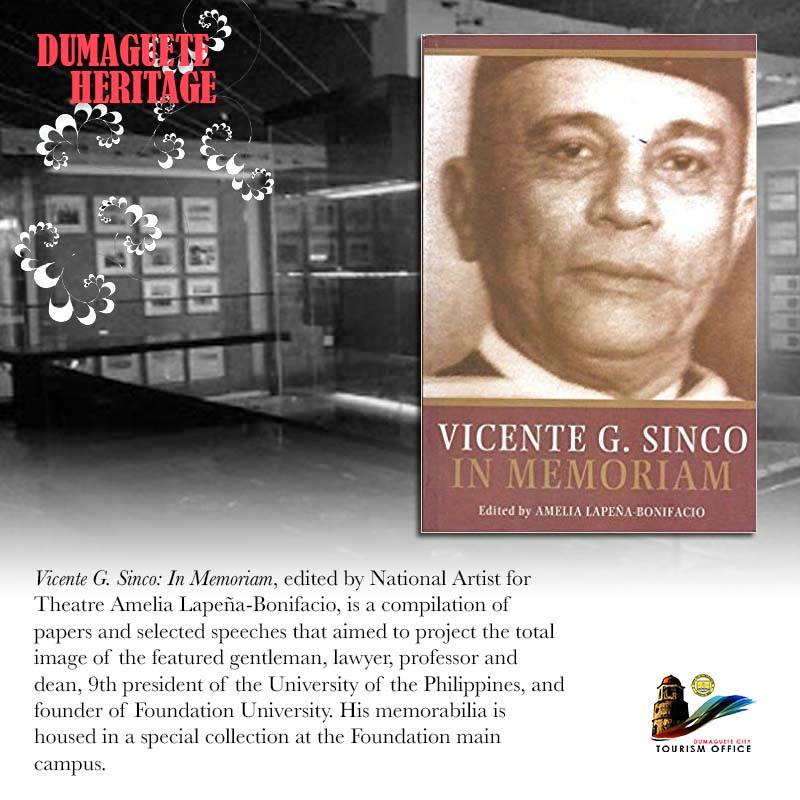 DUMAGUETE
HERITAGE
VICENTE G. SINCO
IN MEMORIAM
Edited by AMELIA LAPEÑA-BONIFACIO
Vicente G. Sinco: In Memoriam, edited by National Artist for
Theatre Amelia Lapeña-Bonifacio, is a compilation of
papers and selected speeches that aimed to project the total
image of the featured gentleman, lawyer, professor and
dean, 9th president of the University of the Philippines, and
founder of Foundation University. His memorabilia is
housed in a special collection at the Foundation main
campus.
DUMAGUETE CITY
TOURISM OFFICE